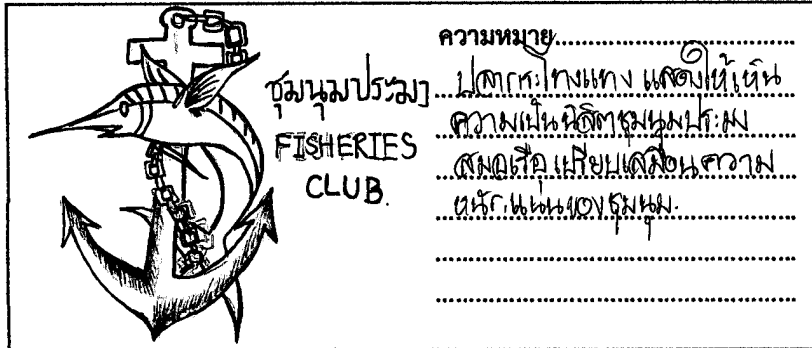 ชุมนุมประมง
FISHERIES
CLUB.
ความหมาย
ปลากระโทงแทง แสดงให้เห็น
ความเป็นนิสิตชุมนุมประมง
สมอเรือ เปรียบเสมือนความ
หนักแน่นของชุมนุม.